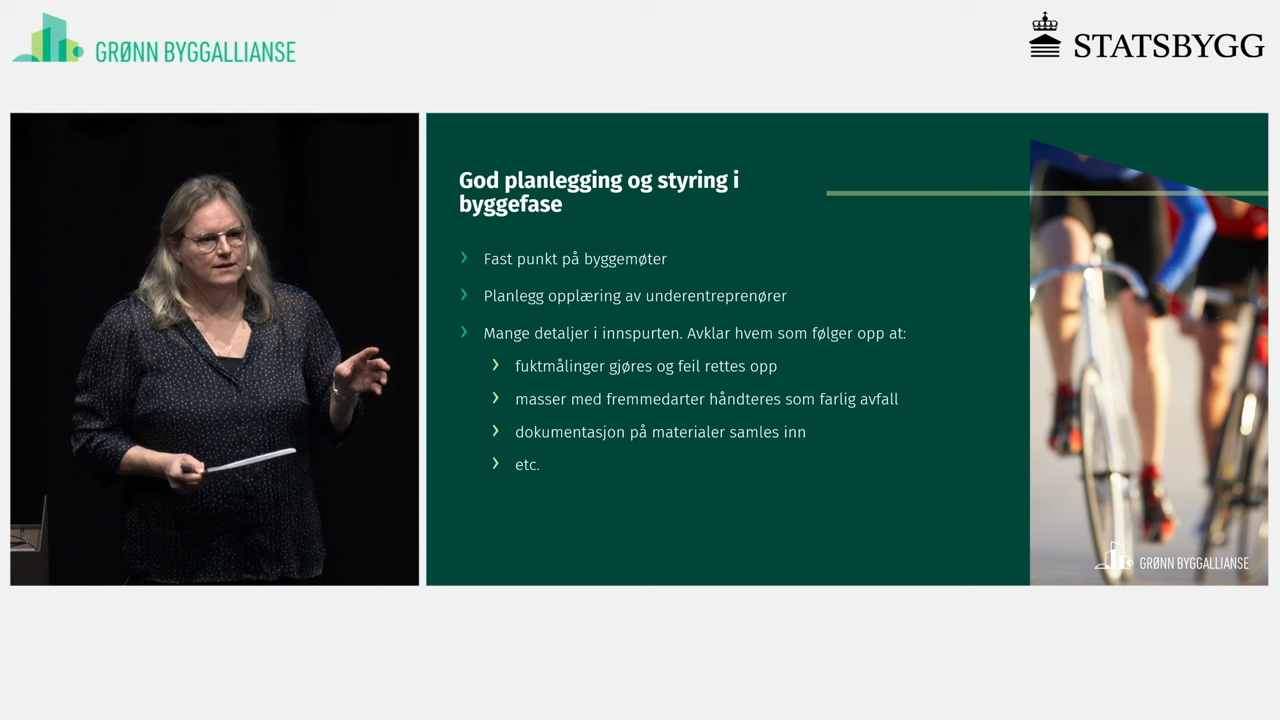 GRØNN BYGGALLIANSE
STATSBYGG
God planlegging og styring i
byggefase
› Fast punkt på byggemøter
› Planlegg opplæring av underentreprenører
› Mange detaljer i innspurten. Avklar hvem som følger opp at:
› fuktmålinger gjøres og feil rettes opp
› masser med fremmedarter håndteres som farlig avfall
› dokumentasjon på materialer samles inn
› etc.
GRØNN BYGGALLIANSE